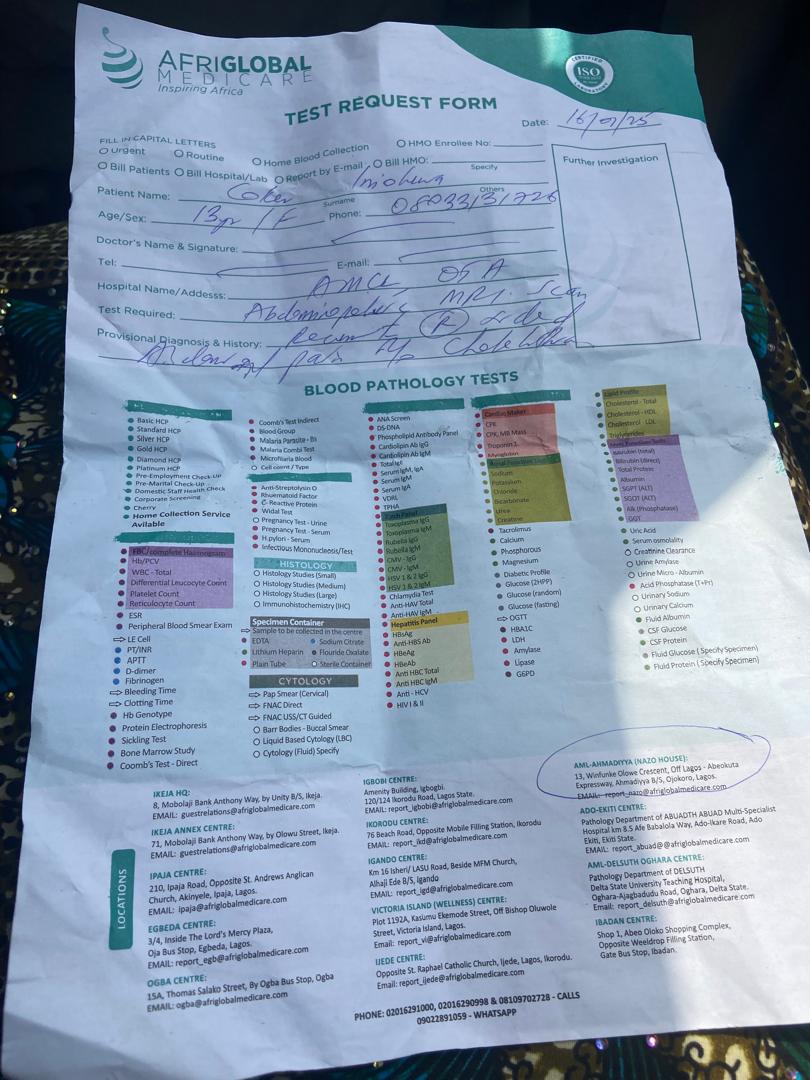 AFRIGLOBAL
MEDICARE
Inspiring Africa
CERTIFIED
ISO
TEST REQUEST FORM
Date: 16/07/25
FILL IN CAPITAL LETTERS
Urgent Routine Home Blood Collection HMO Enrollee No:
Bill Patients Bill Hospital/Lab Report by E-mail Bill HMO:
Specify
Further Investigation
Patient Name: Coker
Surname Others
Age/Sex: 13yr / F Phone: 08033131726
Doctor's Name & Signature:
Tel: E-mail:
Hospital Name/Addesss: AMCE
Test Required: Abdominopelvic MRI Scan
Provisional Diagnosis & History: Recurrent (R) sided
Abdominal pain
BLOOD PATHOLOGY TESTS
Basic HCP
Standard HCP
Silver HCP
Gold HCP
Diamond HCP
Platinum HCP
Pre-Employment Check-Up
Pre-Marital Check-Up
Domestic Staff Health Check
Corporate Screening
Cherry
Home Collection Service
Avilable
FBC/complete Haemogram
Hb/PCV
WBC - Total
Differential Leucocyte Count
Platelet Count
Reticulocyte Count
ESR
Peripheral Blood Smear Exam
LE Cell
PT/INR
APTT
D-dimer
Fibrinogen
Bleeding Time
Clotting Time
Hb Genotype
Protein Electrophoresis
Sickling Test
Bone Marrow Study
Coomb's Test - Direct
Coomb's Test Indirect
Blood Group
Malaria Parasite - Bs
Malaria Combi Test
Microfilaria Blood
Cell count / Type
Anti-Streptolysin O
Rheumatoid Factor
C- Reactive Protein
Widal Test
Pregnancy Test - Urine
Pregnancy Test - Serum
H.pylori - Serum
Infectious Mononucleosis/Test
HISTOLOGY
Histology Studies (Small)
Histology Studies (Medium)
Histology Studies (Large)
Immunohistochemistry (IHC)
Specimen Container
Sample to be collected in the centre
EDTA Sodium Citrate
Lithium Heparin Flouride Oxalate
Plain Tube Sterile Container
CYTOLOGY
Pap Smear (Cervical)
FNAC Direct
FNAC USS/CT Guided
Barr Bodies - Buccal Smear
Liquid Based Cytology (LBC)
Cytology (Fluid) Specify
ANA Screen
DS-DNA
Phospholipid Antibody Panel
Cardiolipin Ab IgG
Cardiolipin Ab IgM
Total IgE
Serum IgM, IgA
Serum IgM
Serum IgA
VDRL
TPHA
Torch Panel
Toxoplasma IgG
Toxoplasma IgM
Rubella IgG
Rubella IgM
CMV - IgG
CMV - IgM
HSV 1 & 2 IgG
HSV 1 & 2 IgM
Chlamydia Test
Anti-HAV Total
Anti-HAV IgM
Hepatitis Panel
HBsAg
Anti-HBS Ab
HBeAg
HBeAb
Anti HBC Total
Anti HBC IgM
Anti - HCV
HIV I & II
Cardiac Maker
CPK
CPK, MB Mass
Troponin 1
Myoglobin
Renal Function Test
Sodium
Potassium
Chloride
Bicarbonate
Urea
Creatine
Tacrolimus
Calcium
Phosphorous
Magnesium
Diabetic Profile
Glucose (2HPP)
Glucose (random)
Glucose (fasting)
OGTT
HBA1C
LDH
Amylase
Lipase
G6PD
Lipid Profile
Cholesterol - Total
Cholesterol - HDL
Cholesterol LDL
Triglycerides
Liver Function Tests
Bilirubin (total)
Bilirubin (direct)
Total Protein
Albumin
SGPT (ALT)
SGOT (ALT)
Alk (Phosphatase)
GGT
Uric Acid
Serum osmolality
Creatinine Clearance
Urine Amylase
Urine Micro - Albumin
Acid Phosphatase (T+Pr)
Urinary Sodium
Urinary Calcium
Fluid Albumin
CSF Glucose
CSF Protein
Fluid Glucose ( Specify Specimen)
Fluid Protein ( Specify Specimen)
LOCATIONS
IKEJA HQ:
8, Mobolaji Bank Anthony Way, by Unity B/S, Ikeja.
EMAIL: guestrelations@afriglobalmedicare.com
IKEJA ANNEX CENTRE:
71, Mobolaji Bank Anthony Way, by Olowu Street, Ikeja.
EMAIL: guestrelations@afriglobalmedicare.com
IPAJA CENTRE:
210, Ipaja Road, Opposite St. Andrews Anglican
Church, Akinyele, Ipaja, Lagos.
EMAIL: ipaja@afriglobalmedicare.com
EGBEDA CENTRE:
3/4, Inside The Lord's Mercy Plaza,
Oja Bus Stop, Egbeda, Lagos.
EMAIL: report_egb@afriglobalmedicare.com
OGBA CENTRE:
15A, Thomas Salako Street, By Ogba Bus Stop, Ogba
EMAIL: ogba@afriglobalmedicare.com
IGBOBI CENTRE:
Amenity Building, Igbogbi.
120/124 Ikorodu Road, Lagos State.
EMAIL: report_igbobi@afriglobalmedicare.com
IKORODU CENTRE:
76 Beach Road, Opposite Mobile Filling Station, Ikorodu
EMAIL: report_ikd@afriglobalmedicare.com
IGANDO CENTRE:
Km 16 Isheri/ LASU Road, Beside MFM Church,
Alhaji Ede B/S, Igando
EMAIL: report_igd@afriglobalmedicare.com
VICTORIA ISLAND (WELLNESS) CENTRE:
Plot 1192A, Kasumu Ekemode Street, Off Bishop Oluwole
Street, Victoria Island, Lagos.
Email: report_vi@afriglobalmedicare.com
IJEDE CENTRE:
Opposite St. Raphael Catholic Church, Ijede, Lagos, Ikorodu.
Email: report_ijede@afriglobalmedicare.com
AML-AHMADIYYA (NAZO HOUSE):
13, Winfunke Olowe Crescent, Off Lagos - Abeokuta
Expressway, Ahmadiyya B/S, Ojokoro, Lagos.
EMAIL: report_nazo@afriglobalmedicare.com
ADO-EKITI CENTRE:
Pathology Department of ABUADTH ABUAD Multi-Specialist
Hospital km 8.5 Afe Babalola Way, Ado-Ikare Road, Ado
Ekiti, Ekiti State.
EMAIL: report_abuad@@afriglobalmedicare.com
AML-DELSUTH OGHARA CENTRE:
Pathology Department of DELSUTH
Delta State University Teaching Hospital,
Oghara-Ajagbadudu Road, Oghara, Delta State.
Email: report_delsuth@afriglobalmedicare.com
IBADAN CENTRE:
Shop 1, Abeo Oloko Shopping Complex,
Opposite Weeldrop Filling Station,
Gate Bus Stop, Ibadan.
PHONE: 02016291000, 02016290998 & 08109702728 - CALLS
09022891059 - WHATSAPP